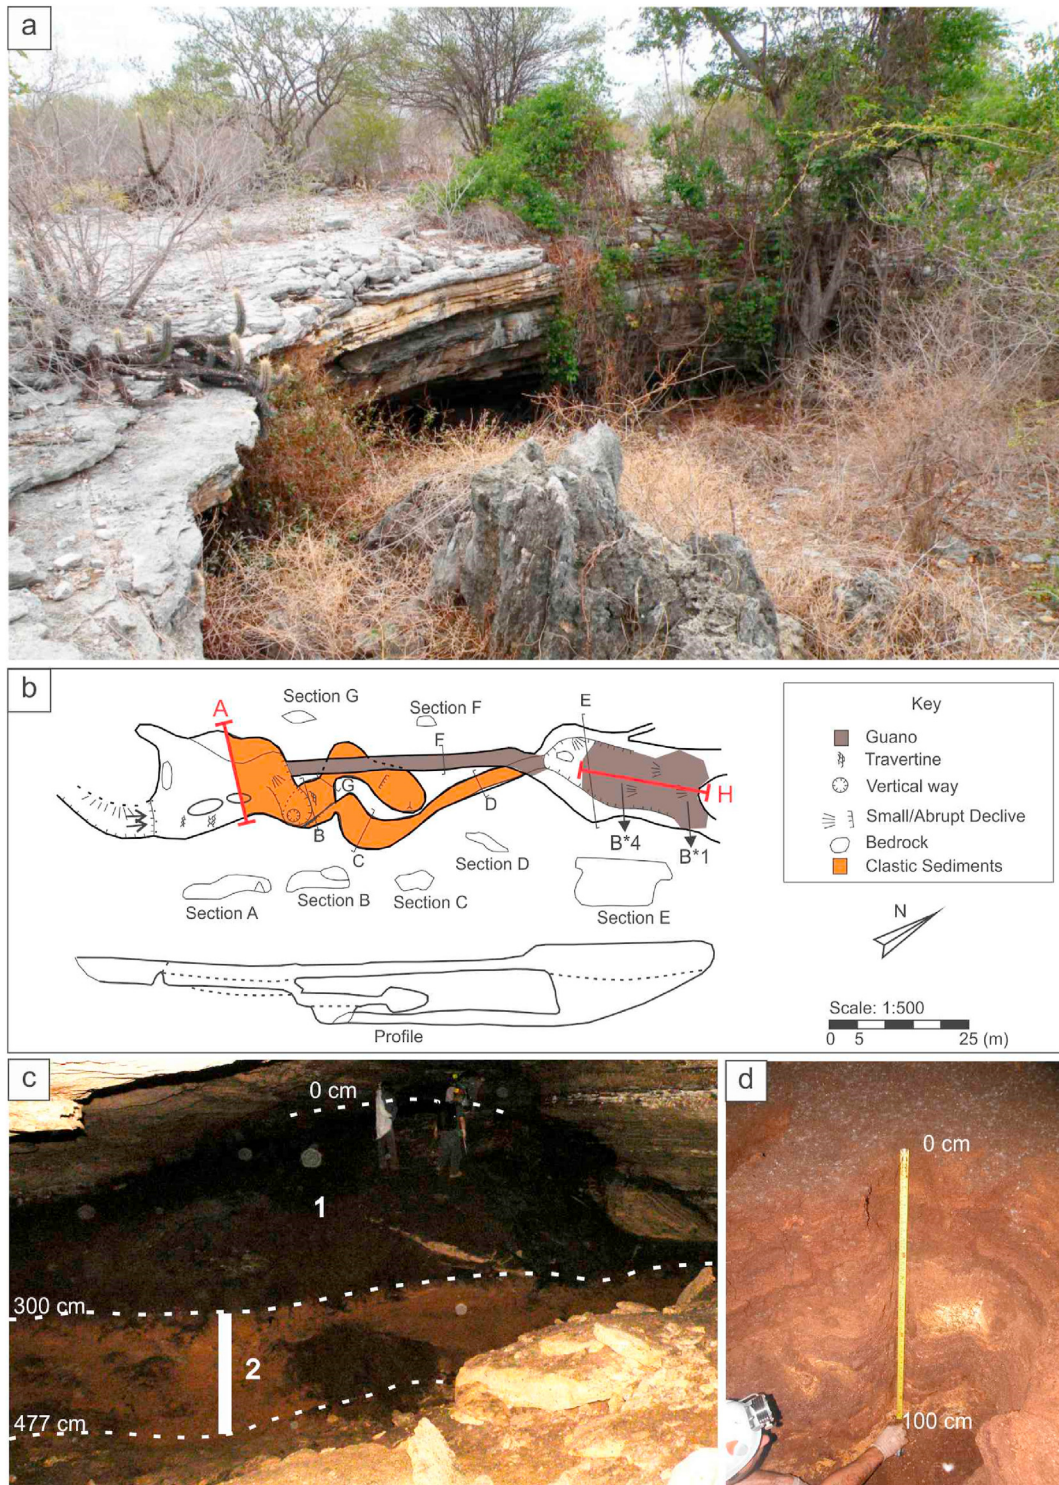 a
b
Section G
Section F
A
E
F
G
D
H
B
C
B*4
B*1
Section D
Section A
Section B
Section C
Section E
Profile
Key
Guano
Travertine
Vertical way
Small/Abrupt Declive
Bedrock
Clastic Sediments
N
Scale: 1:500
0 5 25 (m)
c
0 cm
1
300 cm
2
477 cm
d
0 cm
100 cm